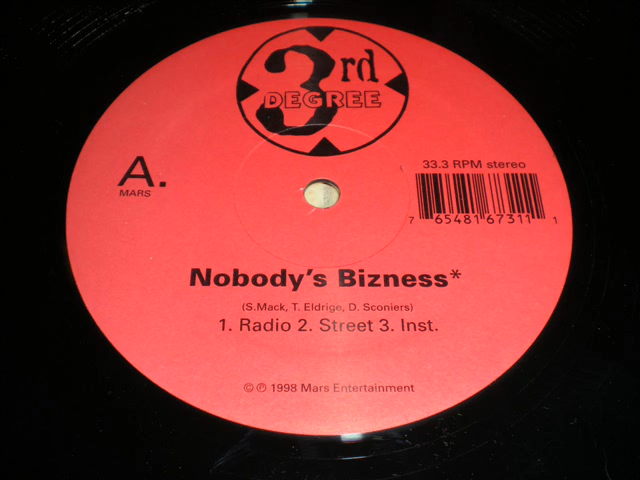 3rd
DEGREE
A.
MARS
33.3 RPM stereo
7 65481 67311 1
Nobody's Bizness*
(S.Mack, T. Eldrige, D. Sconiers)
1. Radio 2. Street 3. Inst.
©℗ 1998 Mars Entertainment